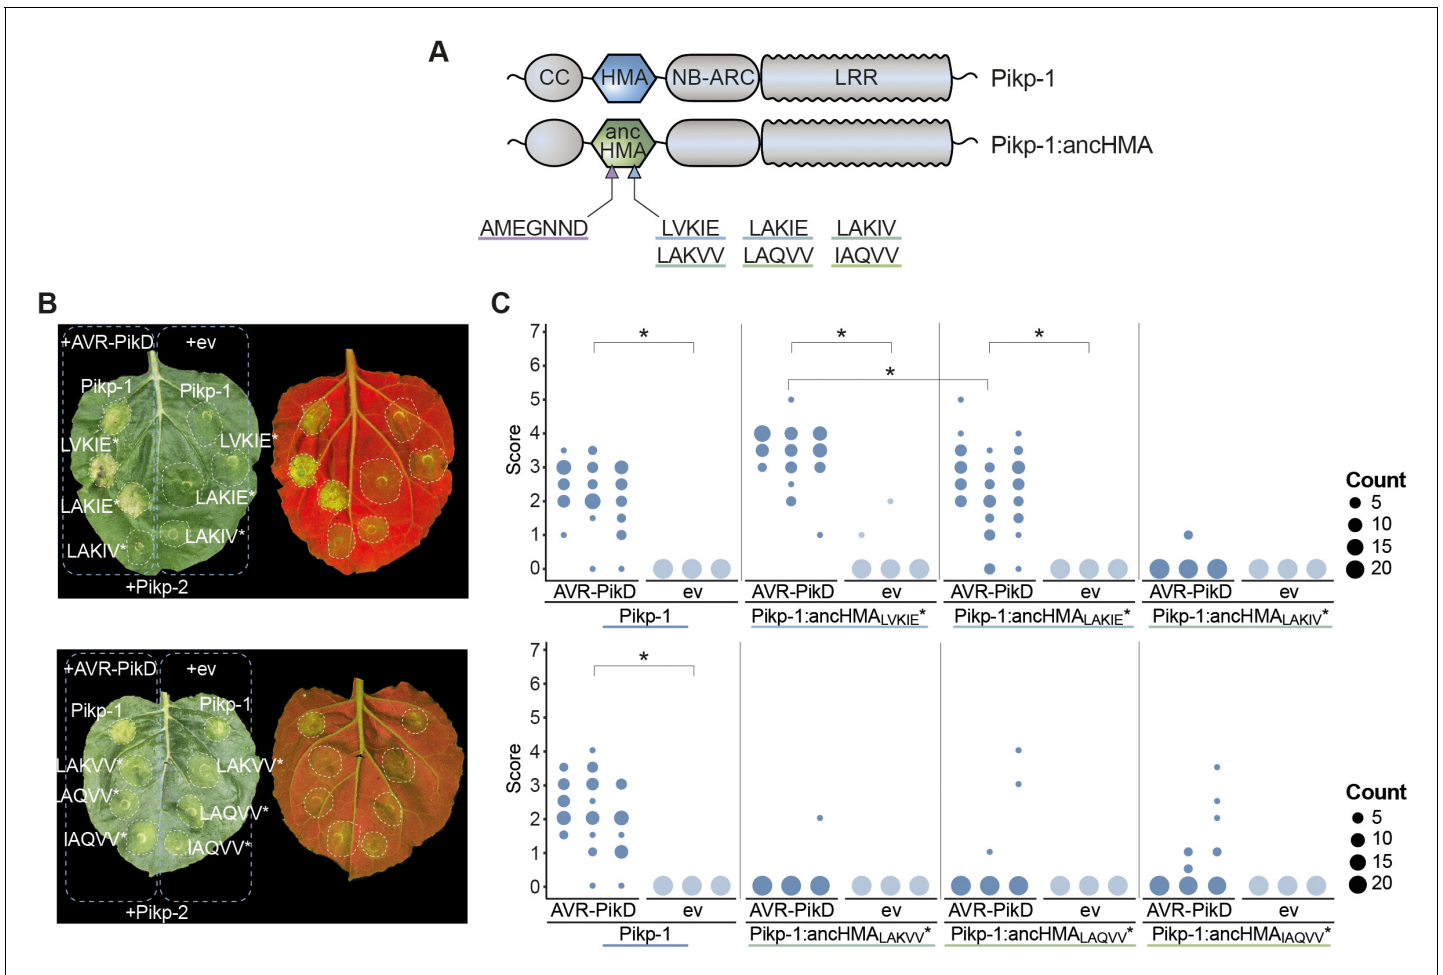 A
CC HMA NB-ARC LRR Pikp-1
anc
HMA
Pikp-1:ancHMA
AMEGNND LVKIE LAKIE LAKIV
LAKVV LAQVV IAQVV
B
+AVR-PikD +ev
Pikp-1 Pikp-1
LVKIE* LVKIE*
LAKIE* LAKIE*
LAKIV* LAKIV*
+Pikp-2
+AVR-PikD +ev
Pikp-1 Pikp-1
LAKVV* LAKVV*
LAQVV* LAQVV*
IAQVV* IAQVV*
+Pikp-2
C
7
6
5
4
3
2
1
0
Score
* * *
*
AVR-PikD ev AVR-PikD ev AVR-PikD ev AVR-PikD ev
Pikp-1 Pikp-1:ancHMALVKIE* Pikp-1:ancHMALAKIE* Pikp-1:ancHMALAKIV*
Count
5
10
15
20
7
6
5
4
3
2
1
0
Score
*
AVR-PikD ev AVR-PikD ev AVR-PikD ev AVR-PikD ev
Pikp-1 Pikp-1:ancHMALAKVV* Pikp-1:ancHMALAQVV* Pikp-1:ancHMAIAQVV*
Count
5
10
15
20